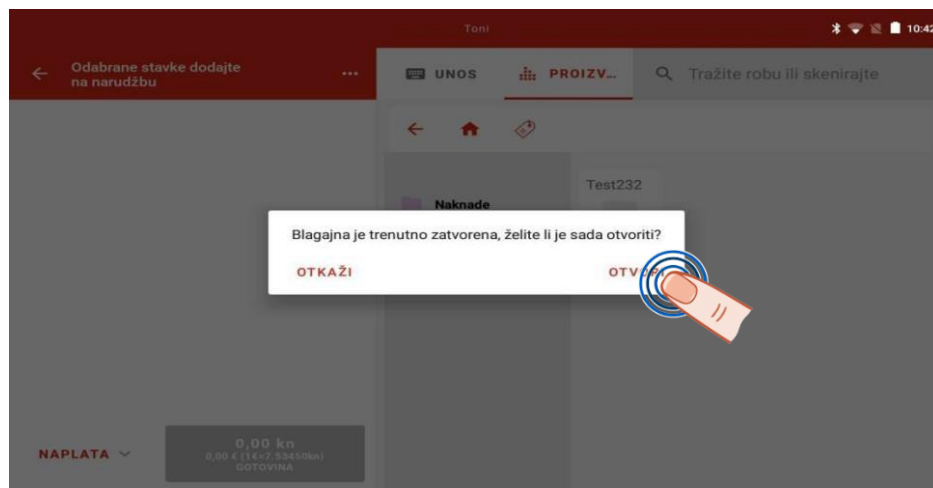 Toni
10:42
Odabrane stavke dodajte
na narudžbu
UNOS
PROIZV...
Tražite robu ili skenirajte
Test232
Naknade
Blagajna je trenutno zatvorena, želite li je sada otvoriti?
OTKAŽI
OTVORI
NAPLATA
0,00 kn
0,00 € (1€=7.53450kn)
GOTOVINA